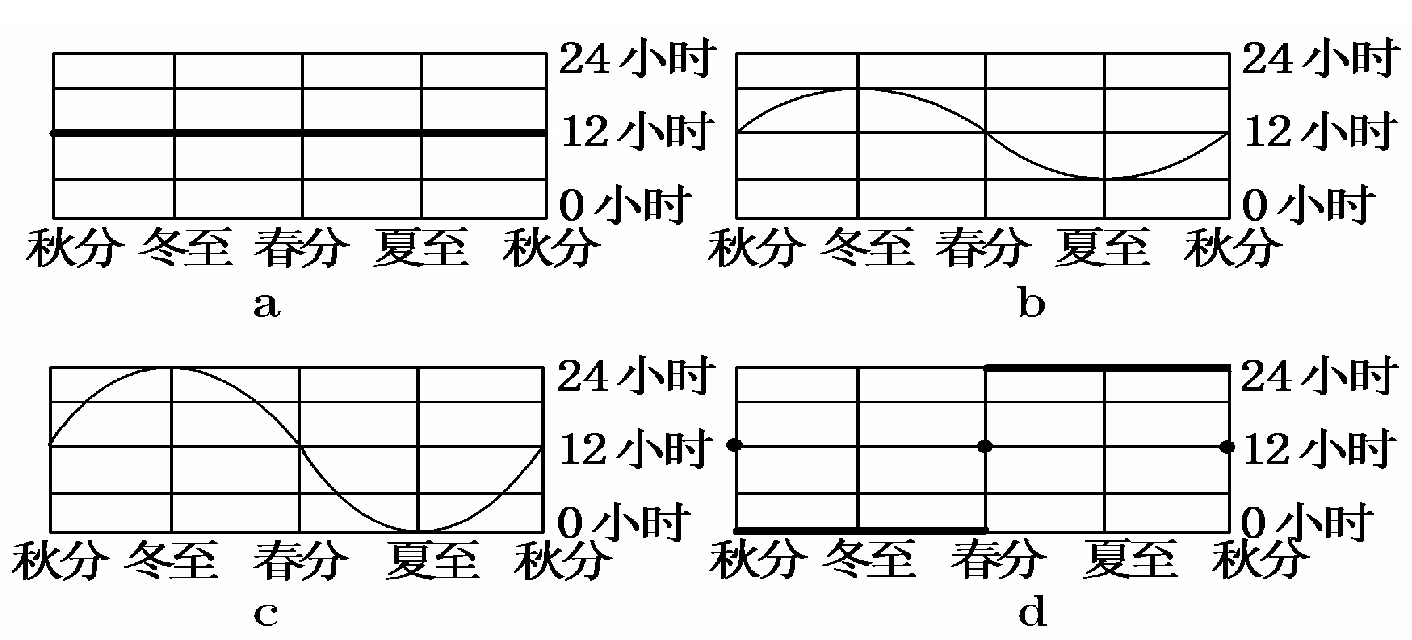 24小时 24小时
12小时 12小时
0小时 0小时
秋分 冬至 春分 夏至 秋分 秋分 冬至 春分 夏至 秋分
a b
24小时 24小时
12小时 12小时
0小时 0小时
秋分 冬至 春分 夏至 秋分 秋分 冬至 春分 夏至 秋分
c d